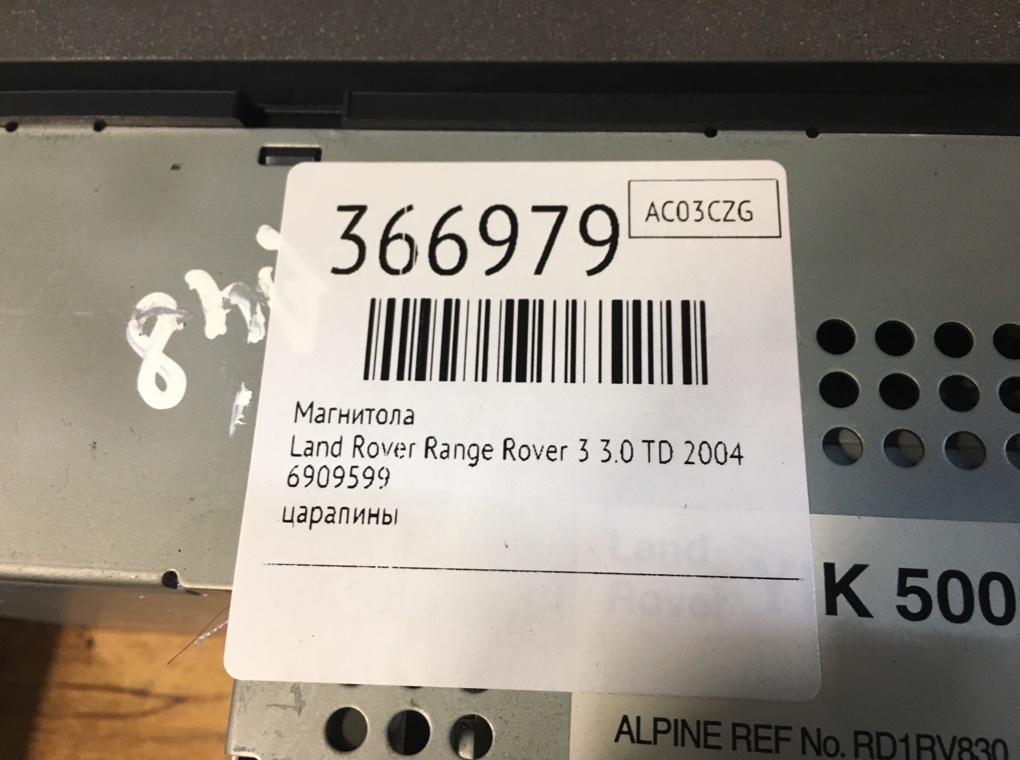 366979
AC03CZG
Магнитола
Land Rover Range Rover 3 3.0 TD 2004
6909599
царапины
Land
Rover
Y K 500
ALPINE REF No. RD1RV830